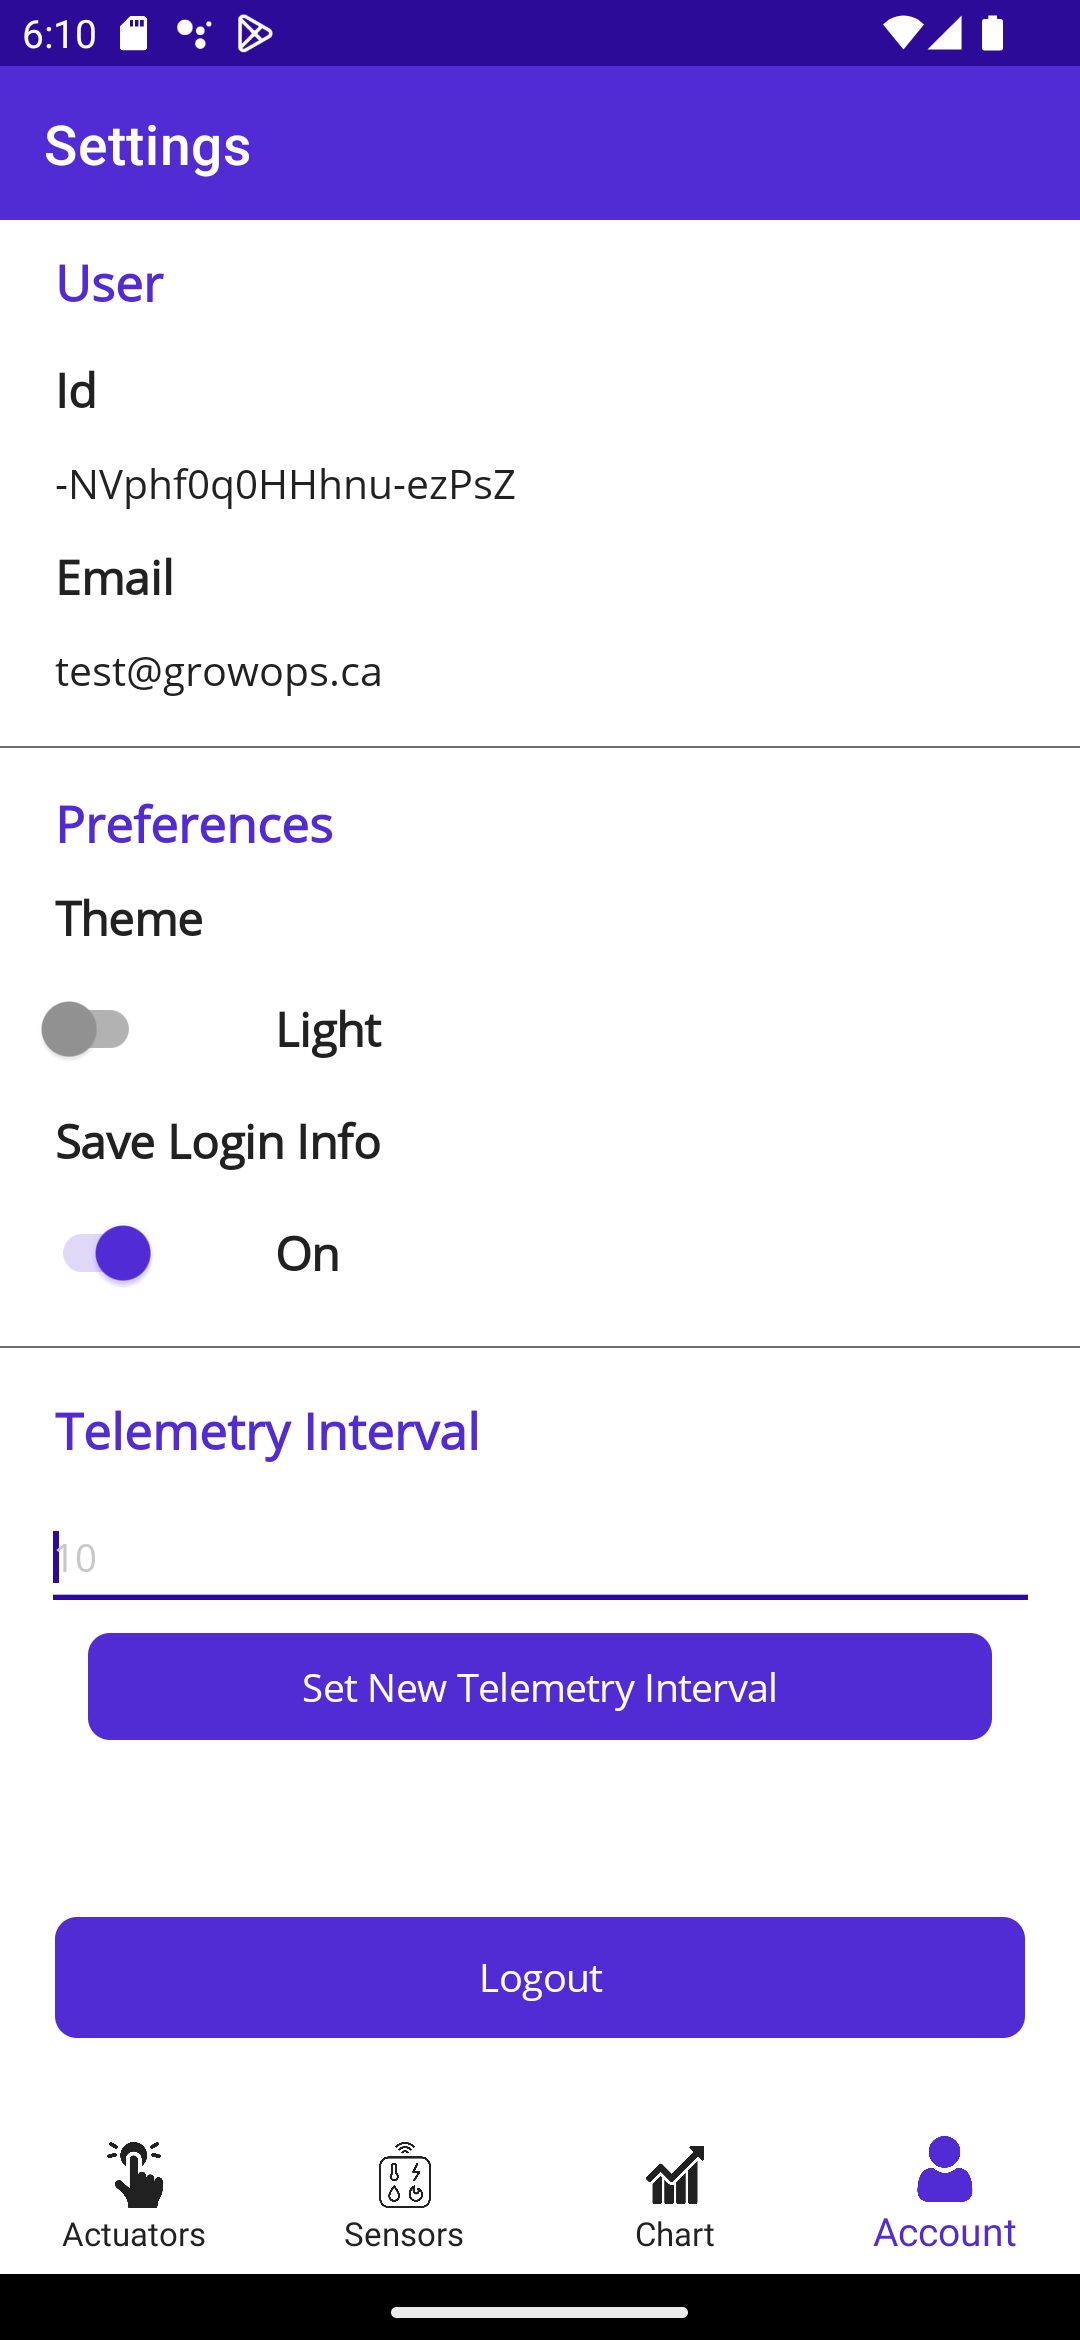 6:10
Settings
User
Id
-NVphf0q0HHhnu-ezPsZ
Email
test@growops.ca
Preferences
Theme
Light
Save Login Info
On
Telemetry Interval
10
Set New Telemetry Interval
Logout
Actuators Sensors Chart Account